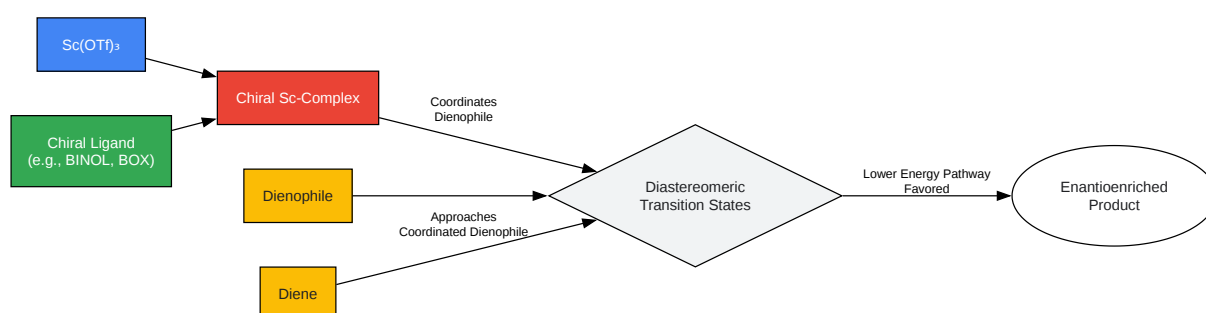 Sc(OTf)₃
Chiral Ligand
(e.g., BINOL, BOX)
Chiral Sc-Complex
Coordinates
Dienophile
Dienophile
Approaches
Coordinated Dienophile
Diene
Diastereomeric
Transition States
Lower Energy Pathway
Favored
Enantioenriched
Product